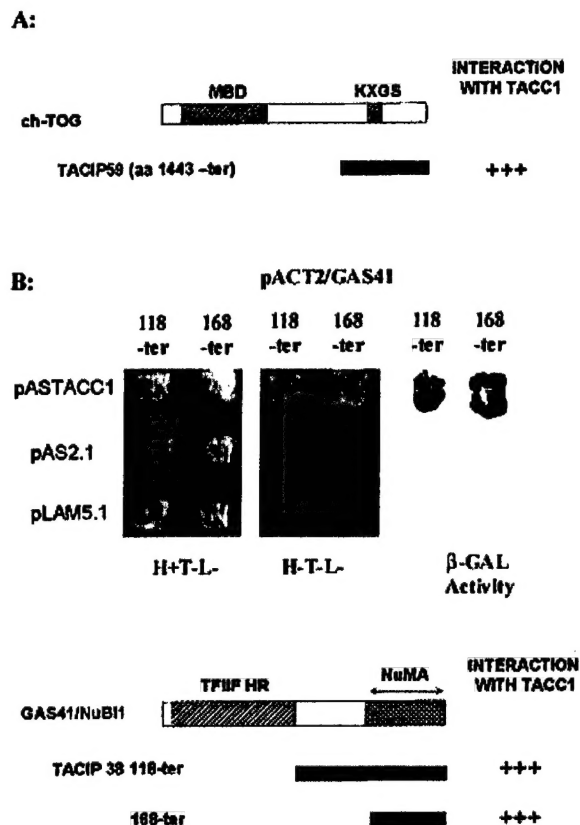 A:
INTERACTION
WITH TACC1
MBD KXGS
ch-TOG
TACIP59 (aa 1443 –ter) +++
B:
pACT2/GAS41
118 168 118 168 118 168
-ter -ter -ter -ter -ter -ter
pASTACC1
pAS2.1
pLAM5.1
H+T-L- H-T-L- β-GAL
Activity
INTERACTION
WITH TACC1
TFIIF HR NuMA
GAS41/NuBI1
TACIP 38 118-ter +++
168-ter +++